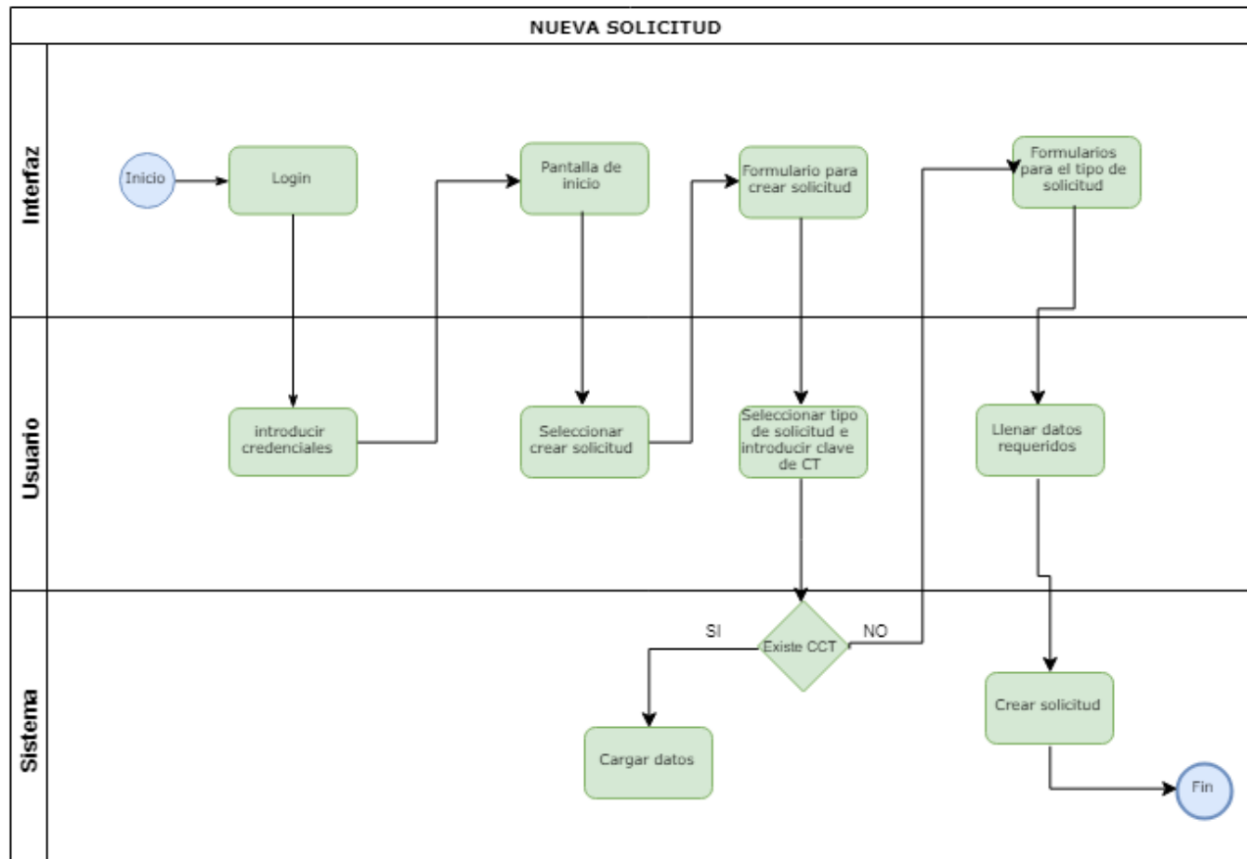 NUEVA SOLICITUD
Interfaz
Inicio
Login
Pantalla de
inicio
Formulario para
crear solicitud
Formularios
para el tipo de
solicitud
Usuario
introducir
credenciales
Seleccionar
crear solicitud
Seleccionar tipo
de solicitud e
introducir clave
de CT
Llenar datos
requeridos
Sistema
SI
Existe CCT
NO
Cargar datos
Crear solicitud
Fin